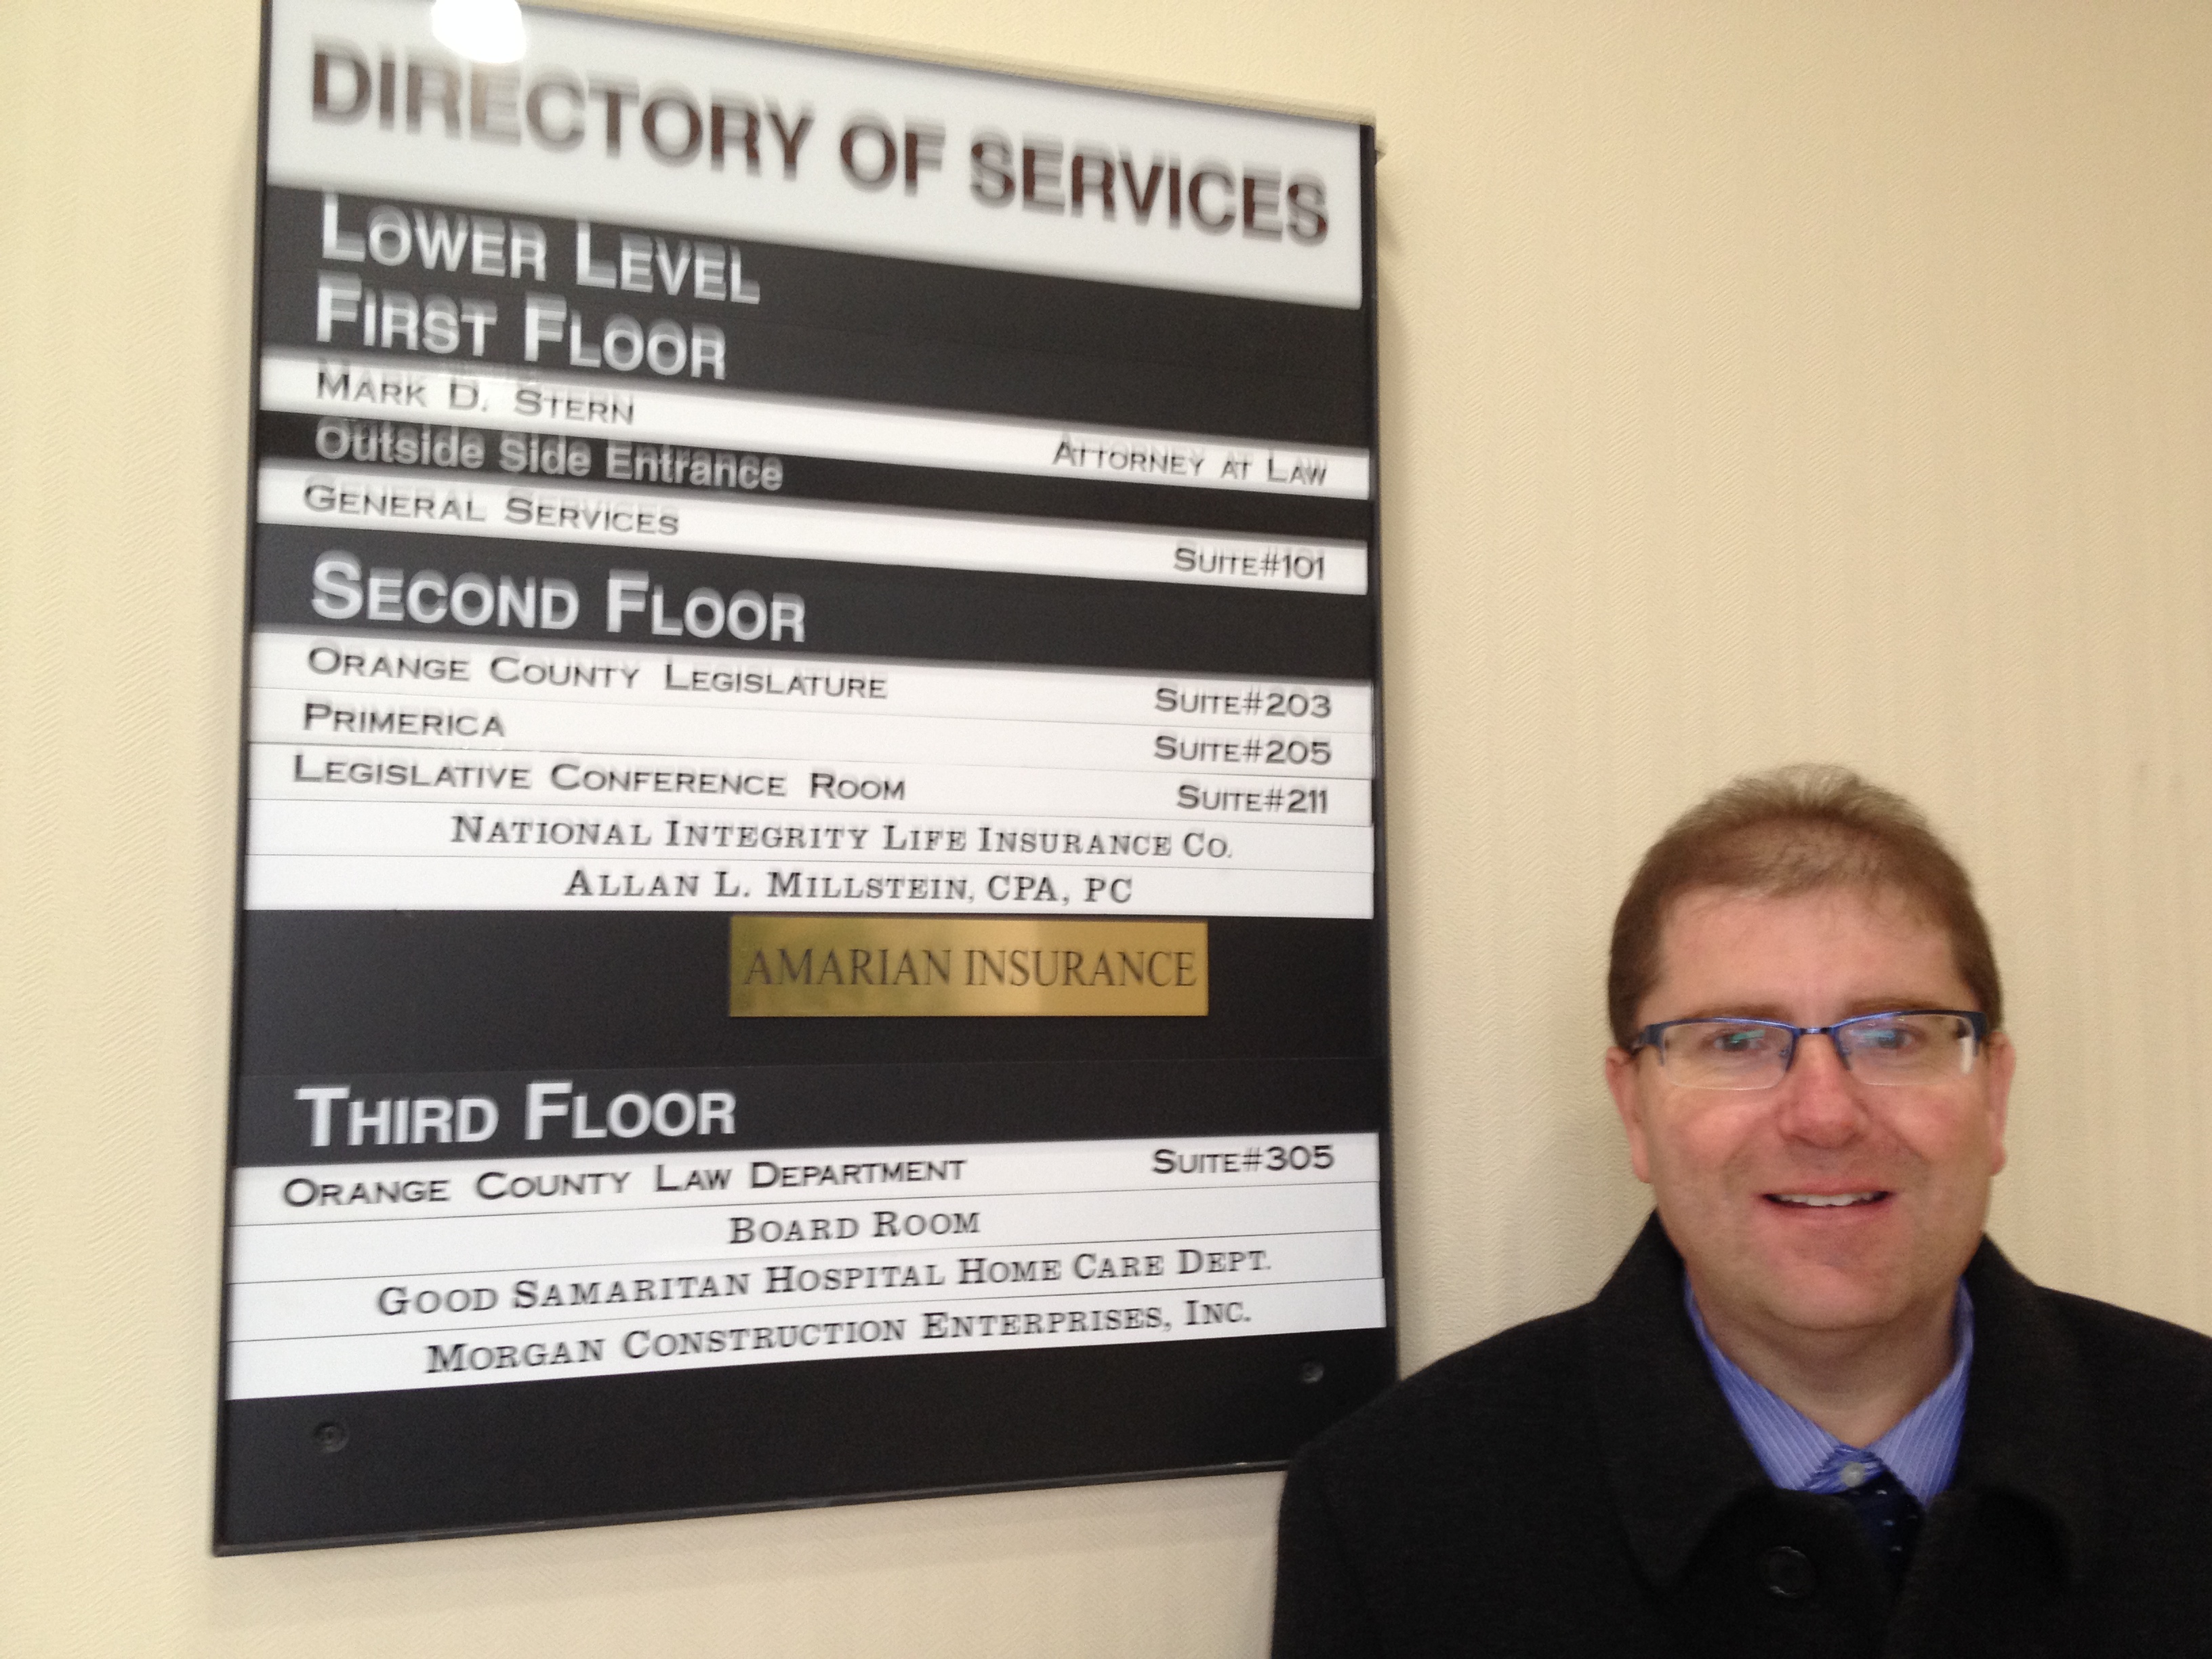 DIRECTORY OF SERVICES
LOWER LEVEL
FIRST FLOOR
MARK D. STERN ATTORNEY AT LAW
Outside Side Entrance
GENERAL SERVICES SUITE#101
SECOND FLOOR
ORANGE COUNTY LEGISLATURE SUITE#203
PRIMERICA SUITE#205
LEGISLATIVE CONFERENCE ROOM SUITE#211
NATIONAL INTEGRITY LIFE INSURANCE CO.
ALLAN L. MILLSTEIN, CPA, PC
AMARIAN INSURANCE
THIRD FLOOR
ORANGE COUNTY LAW DEPARTMENT SUITE#305
BOARD ROOM
GOOD SAMARITAN HOSPITAL HOME CARE DEPT.
MORGAN CONSTRUCTION ENTERPRISES, INC.